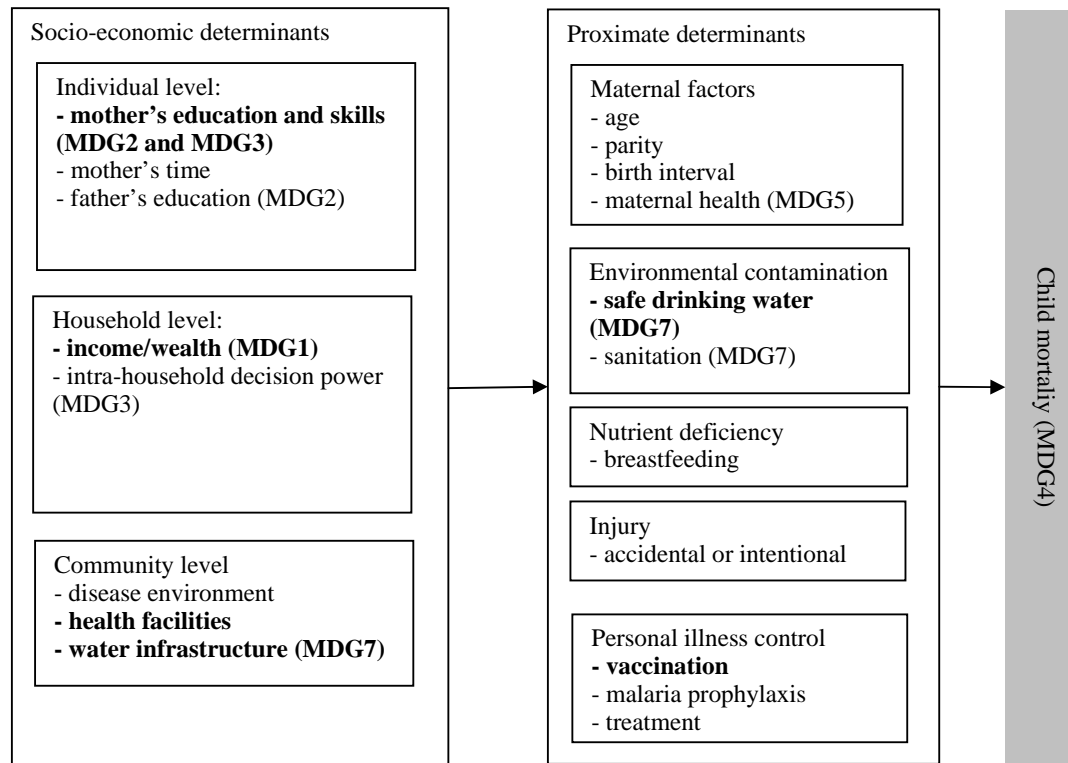 Socio-economic determinants
Individual level:
- mother’s education and skills
(MDG2 and MDG3)
- mother’s time
- father’s education (MDG2)
Household level:
- income/wealth (MDG1)
- intra-household decision power
(MDG3)
Community level
- disease environment
- health facilities
- water infrastructure (MDG7)
Proximate determinants
Maternal factors
- age
- parity
- birth interval
- maternal health (MDG5)
Environmental contamination
- safe drinking water
(MDG7)
- sanitation (MDG7)
Nutrient deficiency
- breastfeeding
Injury
- accidental or intentional
Personal illness control
- vaccination
- malaria prophylaxis
- treatment
Child mortaliy (MDG4)